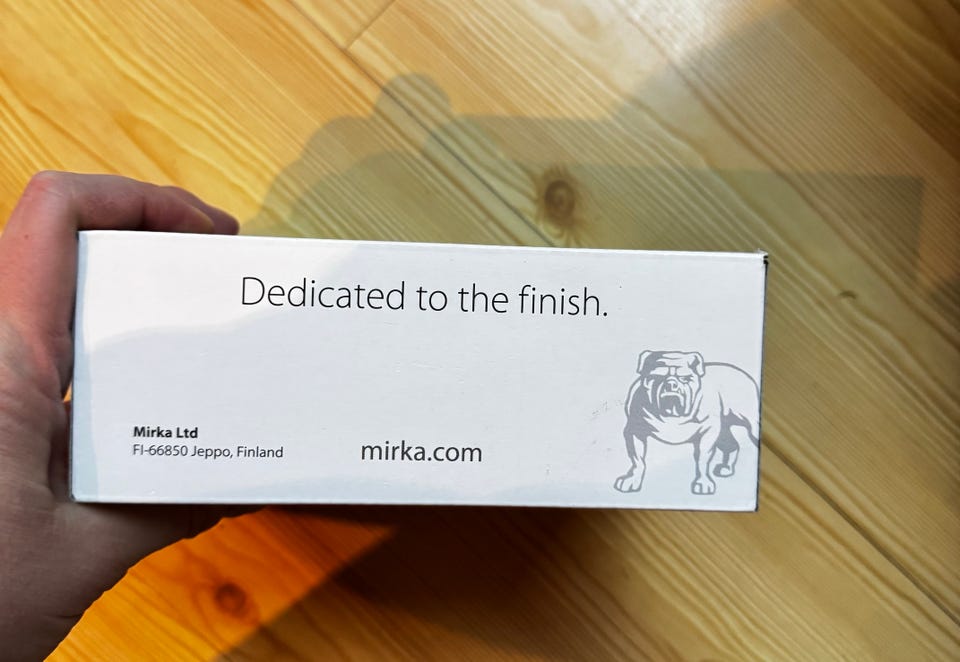 Dedicated to the finish.
Mirka Ltd
FI-66850 Jeppo, Finland
mirka.com